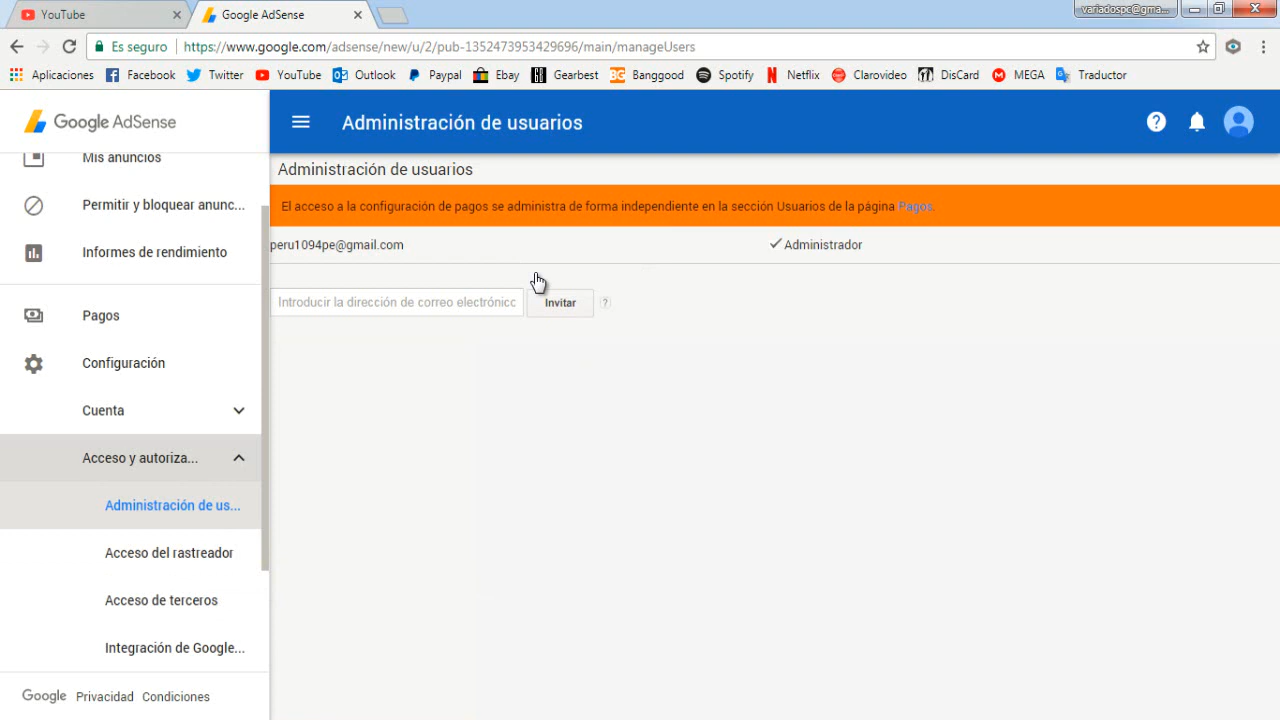 YouTube
Google AdSense
variadospc@gma...
Es seguro
https://www.google.com/adsense/new/u/2/pub-1352473953429696/main/manageUsers
Aplicaciones Facebook Twitter YouTube Outlook Paypal Ebay Gearbest Banggood Spotify Netflix Clarovideo DisCard MEGA Traductor
Google AdSense
Administración de usuarios
Mis anuncios
Permitir y bloquear anunc...
Informes de rendimiento
Pagos
Configuración
Cuenta
Acceso y autoriza...
Administración de us...
Acceso del rastreador
Acceso de terceros
Integración de Google...
Google Privacidad Condiciones
Administración de usuarios
El acceso a la configuración de pagos se administra de forma independiente en la sección Usuarios de la página Pagos.
peru1094pe@gmail.com
Administrador
Introducir la dirección de correo electrónico
Invitar
?